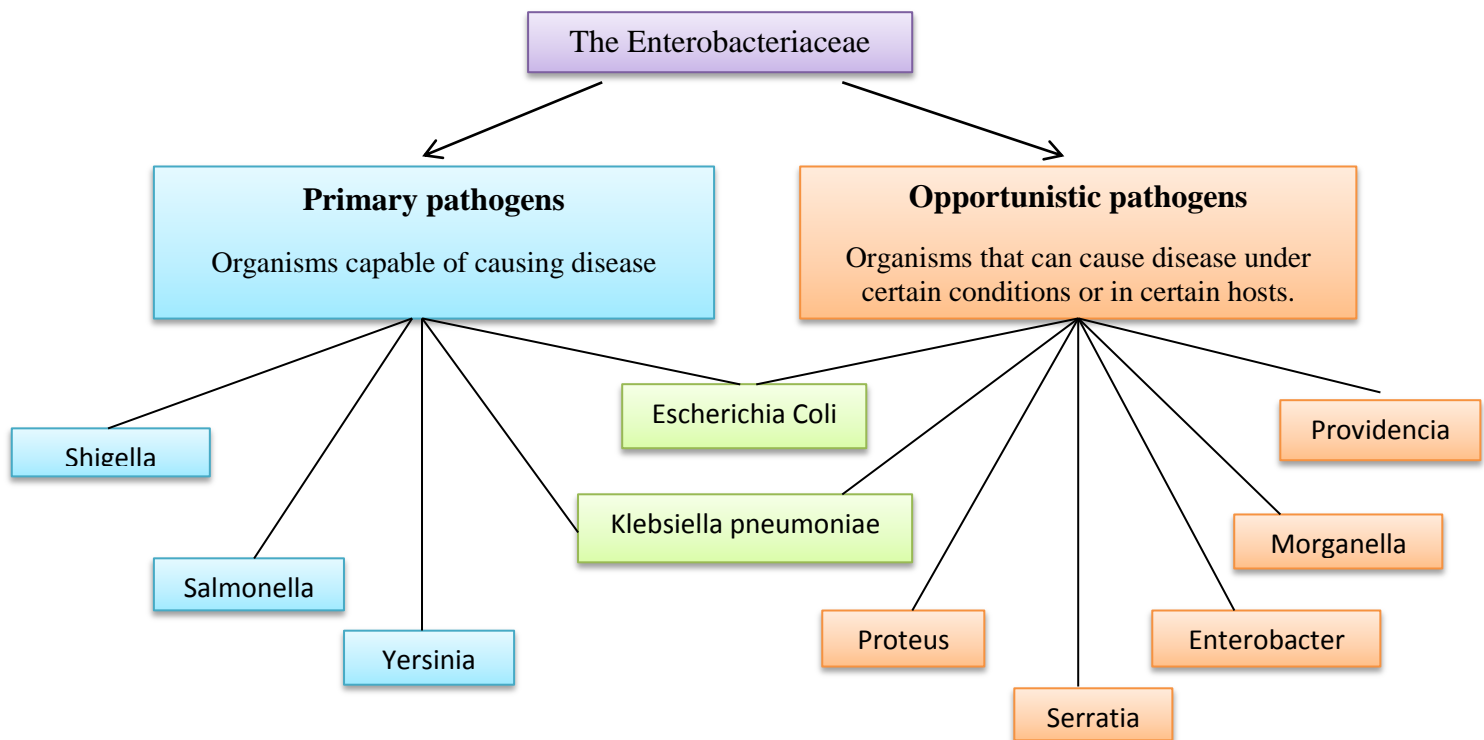 The Enterobacteriaceae
Primary pathogens
Organisms capable of causing disease
Opportunistic pathogens
Organisms that can cause disease under
certain conditions or in certain hosts.
Escherichia Coli
Providencia
Shigella
Klebsiella pneumoniae
Morganella
Salmonella
Proteus
Enterobacter
Yersinia
Serratia